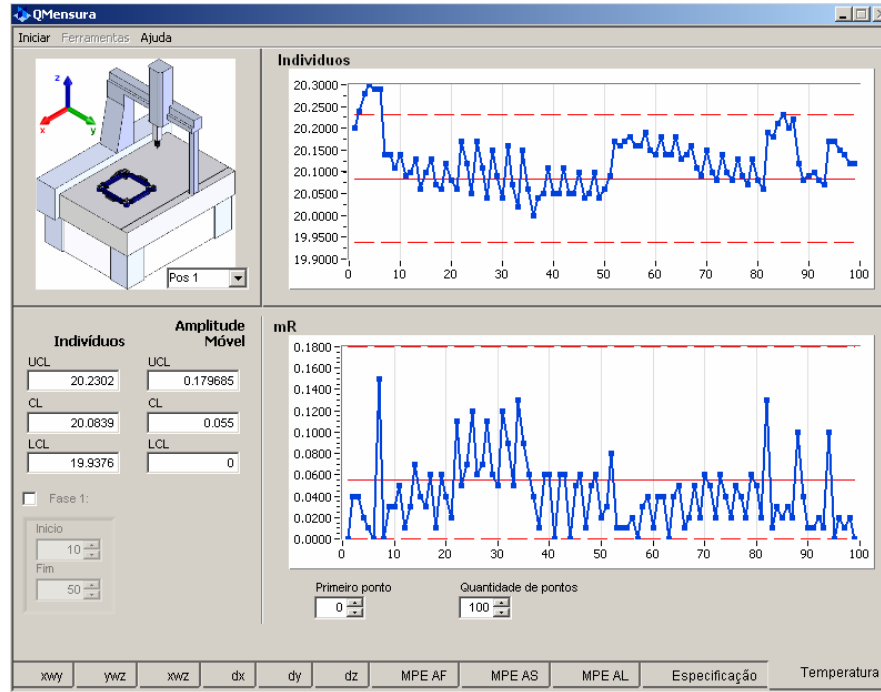 QMensura
Iniciar Ferramentas Ajuda
z
x
y
Pos 1
Individuos
20.3000
20.2500
20.2000
20.1500
20.1000
20.0500
20.0000
19.9500
19.9000
0 10 20 30 40 50 60 70 80 90 100
Indivíduos
Amplitude
Móvel
UCL
20.2302
UCL
0.179685
CL
20.0839
CL
0.055
LCL
19.9376
LCL
0
Fase 1:
Inicio
10
Fim
50
mR
0.1800
0.1600
0.1400
0.1200
0.1000
0.0800
0.0600
0.0400
0.0200
0.0000
0 10 20 30 40 50 60 70 80 90 100
Primeiro ponto
0
Quantidade de pontos
100
xwy ywz xwz dx dy dz MPE AF MPE AS MPE AL Especificação Temperatura